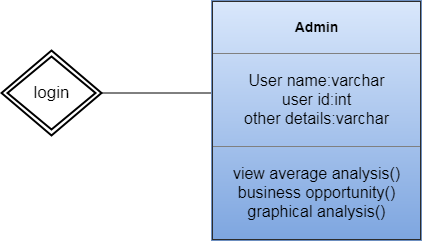 Admin
login
User name:varchar
user id:int
other details:varchar
view average analysis()
business opportunity()
graphical analysis()